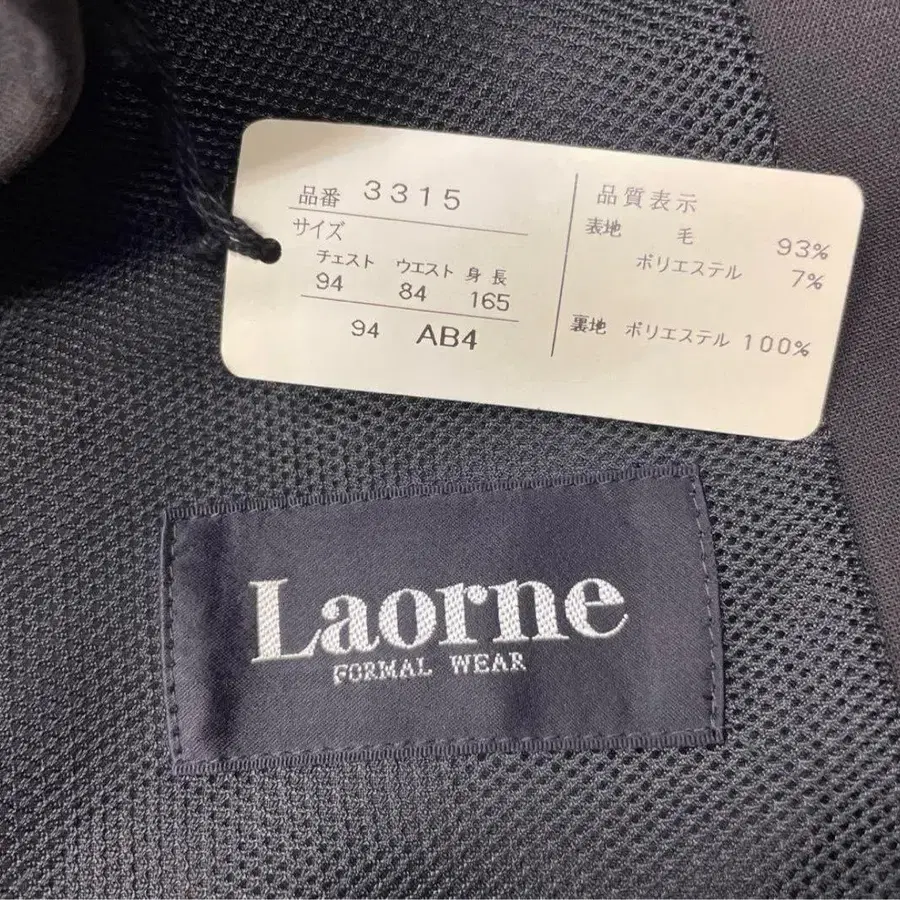 品番 3315
サイズ
チェスト ウエスト 身長
94 84 165
94 AB4
品質表示
表地 毛 93%
ポリエステル 7%
裏地 ポリエステル 100%
Laorne
FORMAL WEAR